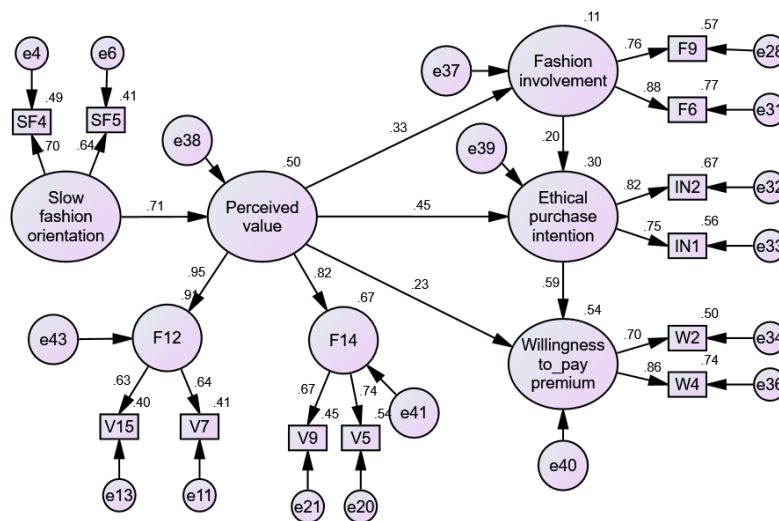 .11
.57
e4
e6
e37
Fashion
involvement
.76
F9
e28
.49
.41
.88
.77
SF4
SF5
F6
e31
.70
.64
e38
.33
.20
e39
.50
.30
.67
Slow
fashion
orientation
.71
Perceived
value
.45
Ethical
purchase
intention
.82
IN2
e32
.75
.56
IN1
e33
.95
.82
.23
.59
.91
.67
.54
.50
e43
F12
F14
Willingness
to_pay
premium
.70
W2
e34
.86
.74
W4
e36
.63
.64
.67
.74
e41
.40
.41
.45
.54
V15
V7
V9
V5
e40
e13
e11
e21
e20